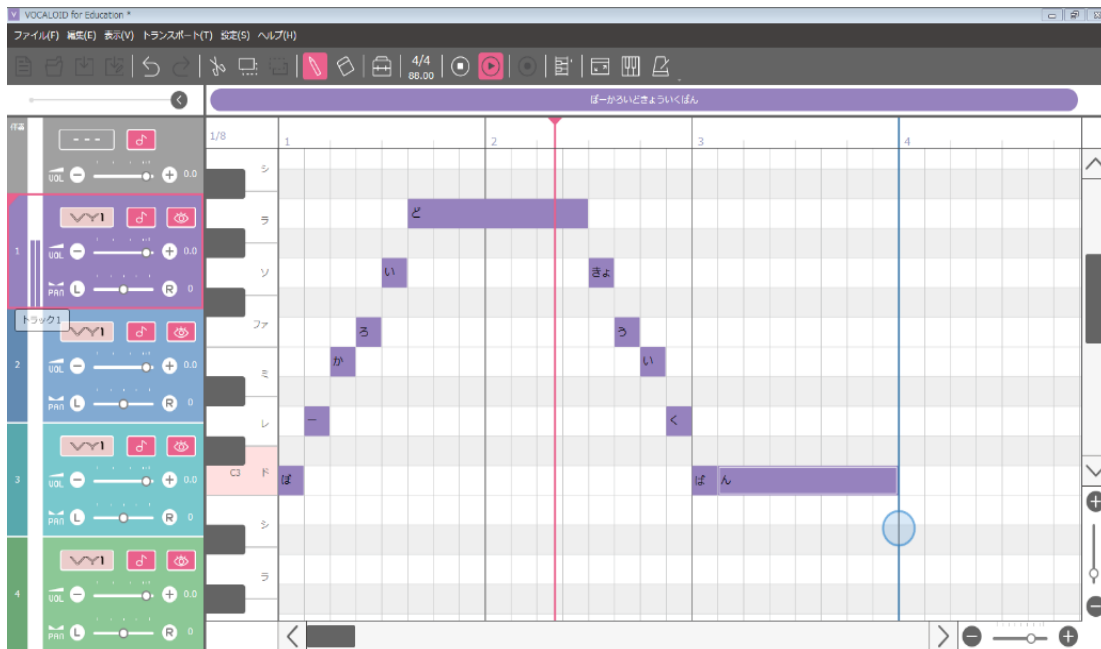 VOCALOID for Education *
ファイル(F) 編集(E) 表示(V) トランスポート(T) 設定(S) ヘルプ(H)
4/4
88.00
ぼーかろいどきょういくばん
伴奏
- - -
VOL 0.0
1/8
1 2 3 4
1
VY1
VOL 0.0
PAN L R 0
トラック1
2
VY1
VOL 0.0
PAN L R 0
3
VY1
VOL 0.0
PAN L R 0
4
VY1
VOL 0.0
PAN L R 0
シ
ラ
ど
ソ
い きょ
ファ
ろ う
ミ
か い
レ
ー く
C3 ド
ぼ ば ん
シ
ラ